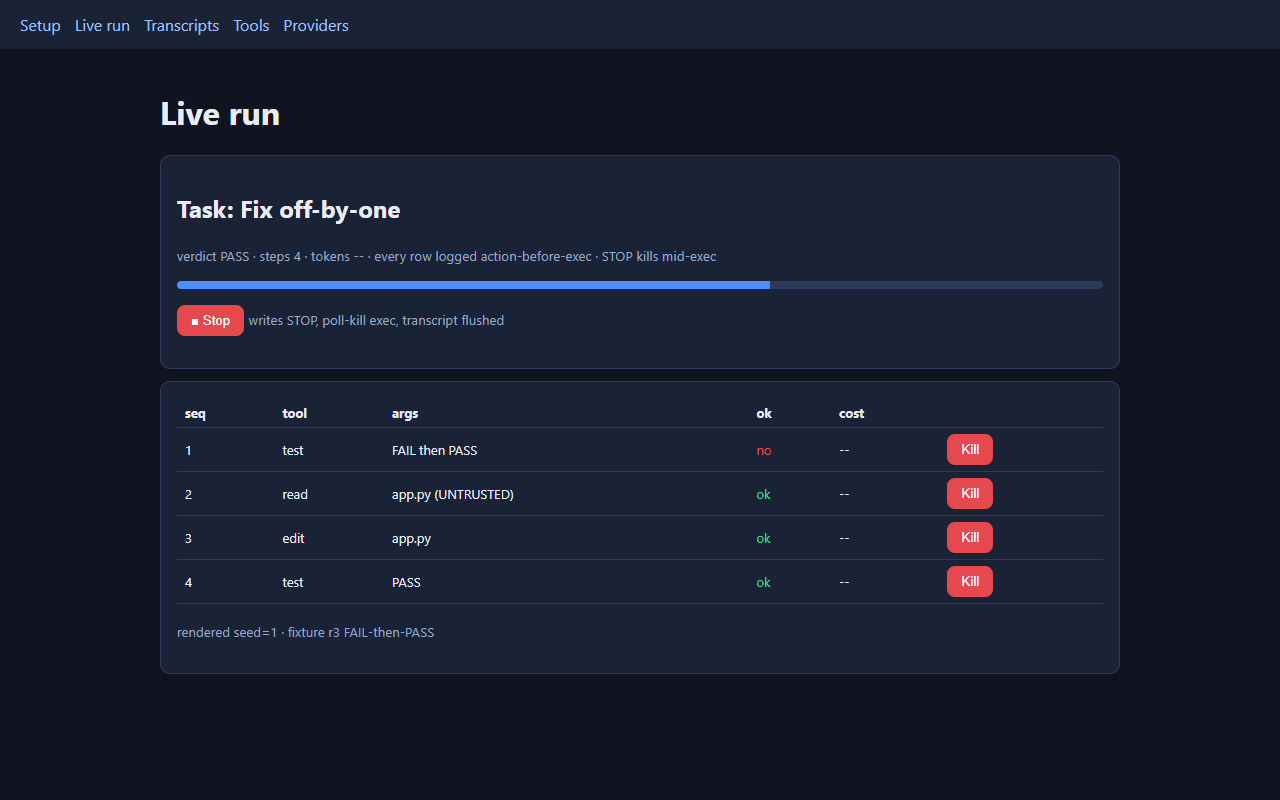 Setup Live run Transcripts Tools Providers
Live run
Task: Fix off-by-one
verdict PASS · steps 4 · tokens -- · every row logged action-before-exec · STOP kills mid-exec
■ Stop writes STOP, poll-kill exec, transcript flushed
seq tool args ok cost
1 test FAIL then PASS no -- Kill
2 read app.py (UNTRUSTED) ok -- Kill
3 edit app.py ok -- Kill
4 test PASS ok -- Kill
rendered seed=1 · fixture r3 FAIL-then-PASS